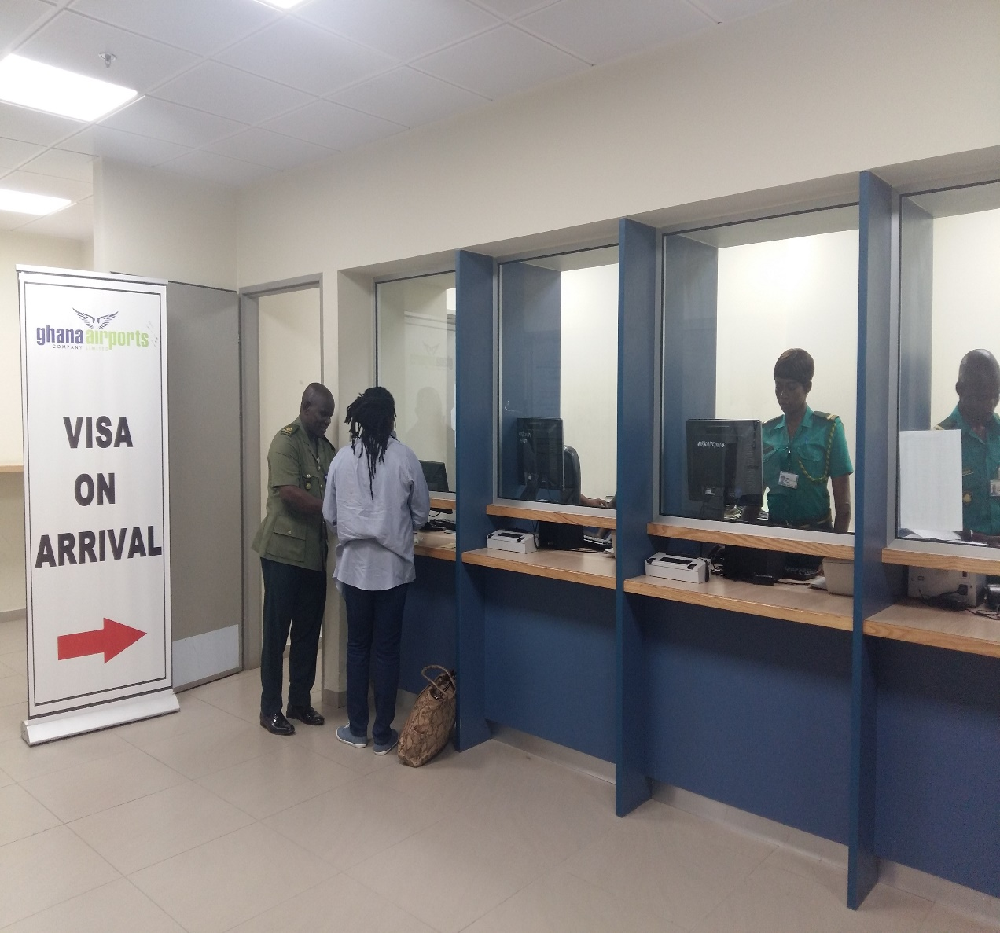 ghana airports
COMPANY LIMITED
VISA
ON
ARRIVAL